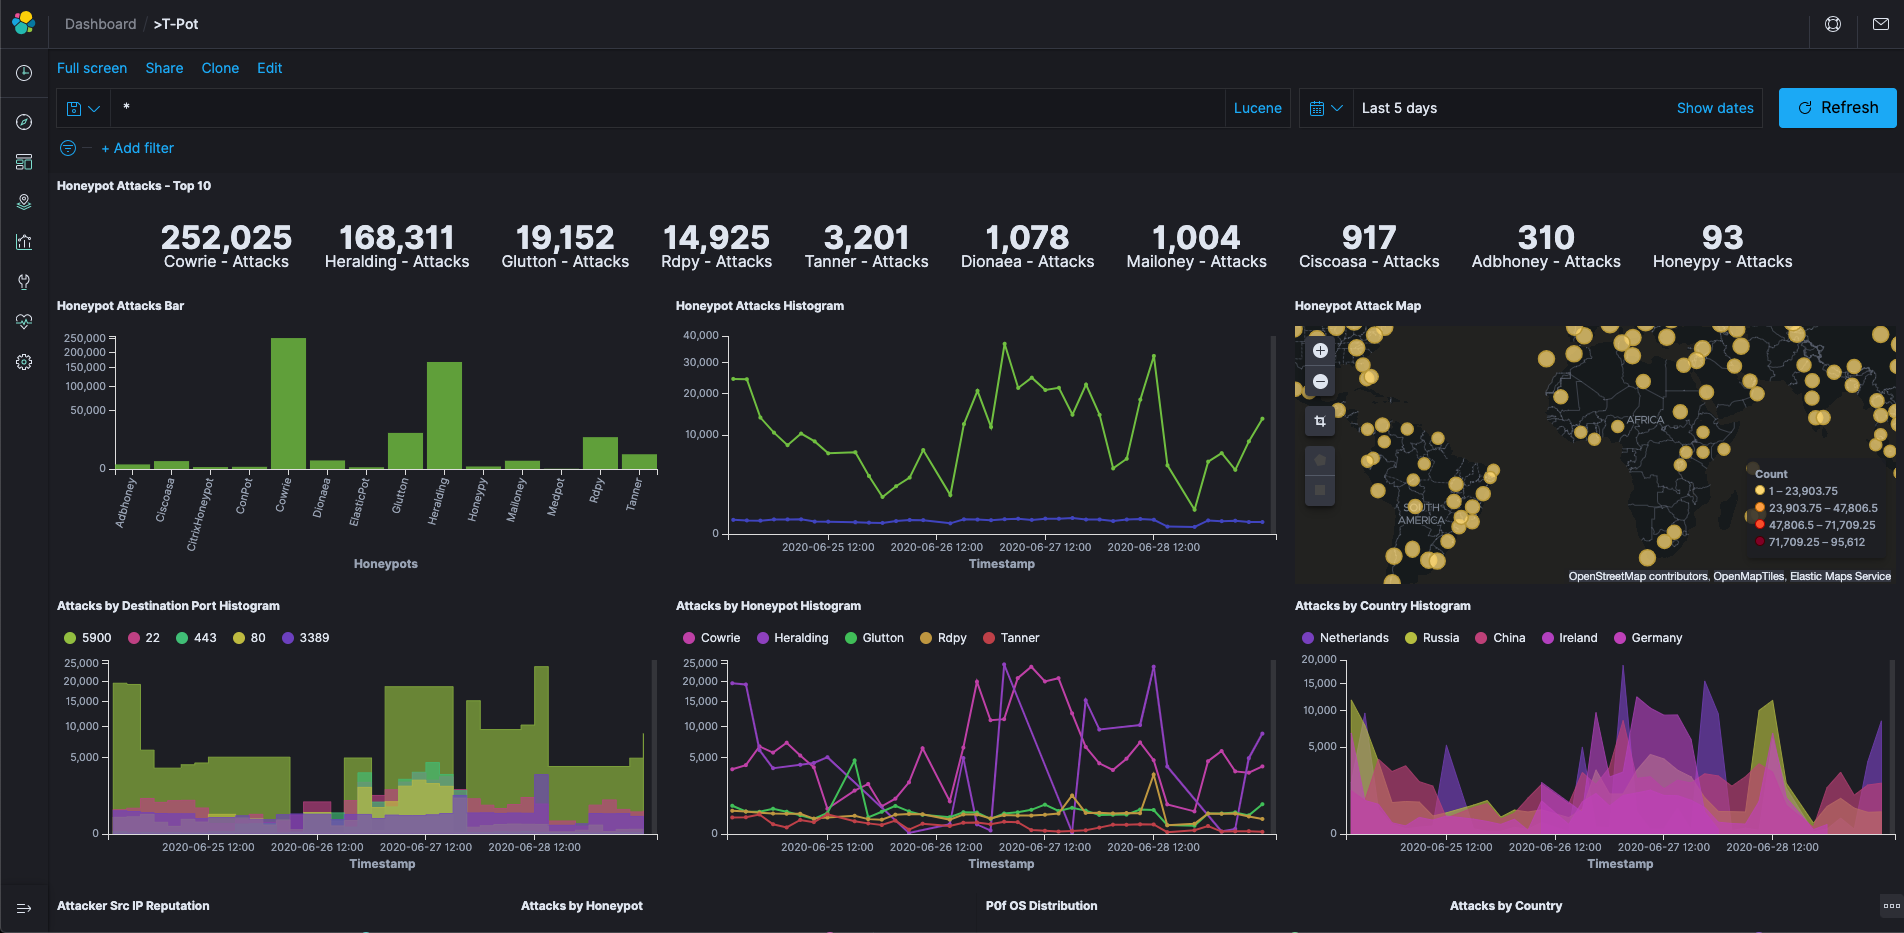 Dashboard / >T-Pot
Full screen Share Clone Edit
* Lucene Last 5 days Show dates Refresh
+ Add filter
Honeypot Attacks - Top 10
252,025 168,311 19,152 14,925 3,201 1,078 1,004 917 310 93
Cowrie - Attacks Heralding - Attacks Glutton - Attacks Rdpy - Attacks Tanner - Attacks Dionaea - Attacks Mailoney - Attacks Ciscoasa - Attacks Adbhoney - Attacks Honeypy - Attacks
Honeypot Attacks Bar
250,000
200,000
150,000
100,000
50,000
0
Adbhoney Ciscoasa CitrixHoneypot ConPot Cowrie Dionaea ElasticPot Glutton Heralding Honeypy Mailoney Medpot Rdpy Tanner
Honeypots
Honeypot Attacks Histogram
40,000
30,000
20,000
10,000
0
2020-06-25 12:00 2020-06-26 12:00 2020-06-27 12:00 2020-06-28 12:00
Timestamp
Honeypot Attack Map
AFRICA
SOUTH
AMERICA
Count
1 – 23,903.75
23,903.75 – 47,806.5
47,806.5 – 71,709.25
71,709.25 – 95,612
OpenStreetMap contributors, OpenMapTiles, Elastic Maps Service
Attacks by Destination Port Histogram
5900 22 443 80 3389
25,000
20,000
15,000
10,000
5,000
0
2020-06-25 12:00 2020-06-26 12:00 2020-06-27 12:00 2020-06-28 12:00
Timestamp
Attacks by Honeypot Histogram
Cowrie Heralding Glutton Rdpy Tanner
25,000
20,000
15,000
10,000
5,000
0
2020-06-25 12:00 2020-06-26 12:00 2020-06-27 12:00 2020-06-28 12:00
Timestamp
Attacks by Country Histogram
Netherlands Russia China Ireland Germany
20,000
15,000
10,000
5,000
0
2020-06-25 12:00 2020-06-26 12:00 2020-06-27 12:00 2020-06-28 12:00
Timestamp
Attacker Src IP Reputation
Attacks by Honeypot
P0f OS Distribution
Attacks by Country